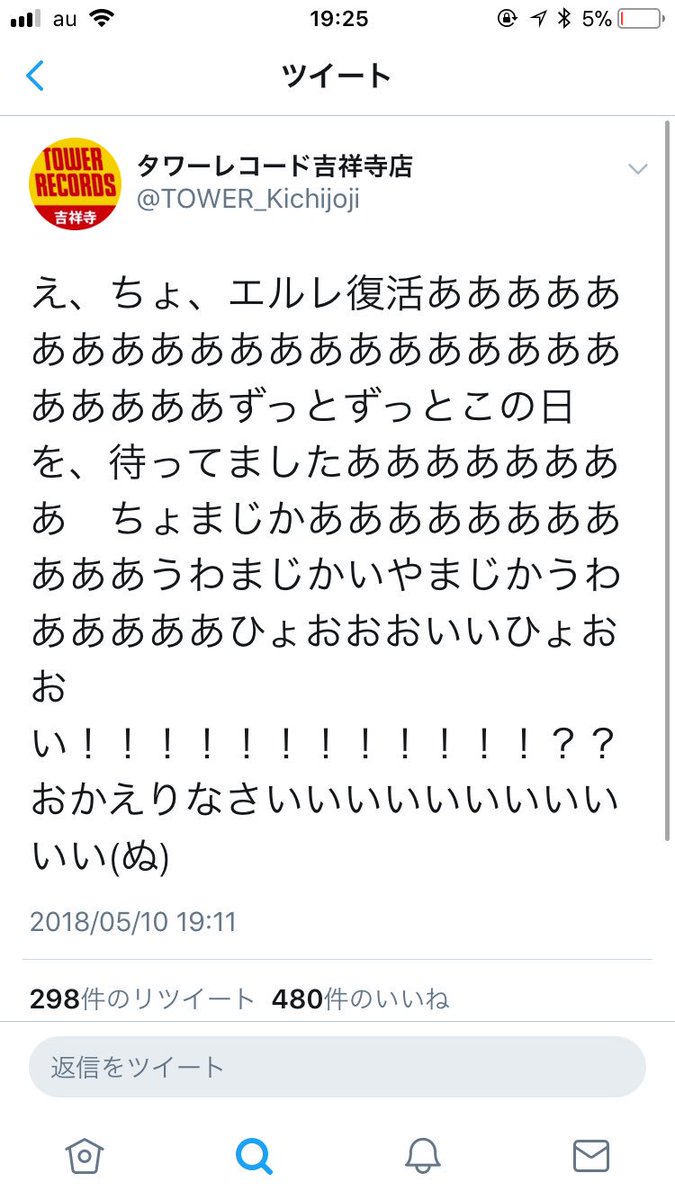 au 19:25 5%
ツイート
TOWER
RECORDS
吉祥寺
タワーレコード吉祥寺店
@TOWER_Kichijoji
え、ちょ、エルレ復活あああああ
あああああああああああああああ
あああああずっとずっとこの日
を、待ってましたあああああああ
あ　ちょまじかああああああああ
あああうわまじかいやまじかうわ
あああああひょおおおいいひょお
お
い！！！！！！！！！！！！？？
おかえりなさいいいいいいいいい
いい(ぬ)
2018/05/10 19:11
298件のリツイート 480件のいいね
返信をツイート